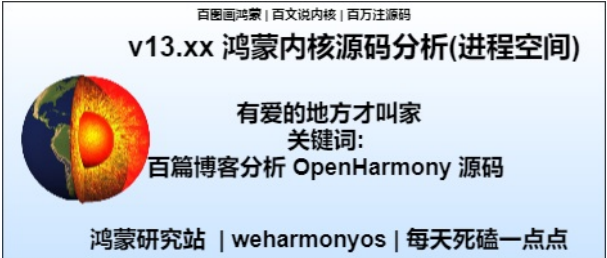 百图画鸿蒙 | 百文说内核 | 百万注源码
v13.xx 鸿蒙内核源码分析(进程空间)
有爱的地方才叫家
关键词:
百篇博客分析 OpenHarmony 源码
鸿蒙研究站 | weharmonyos | 每天死磕一点点